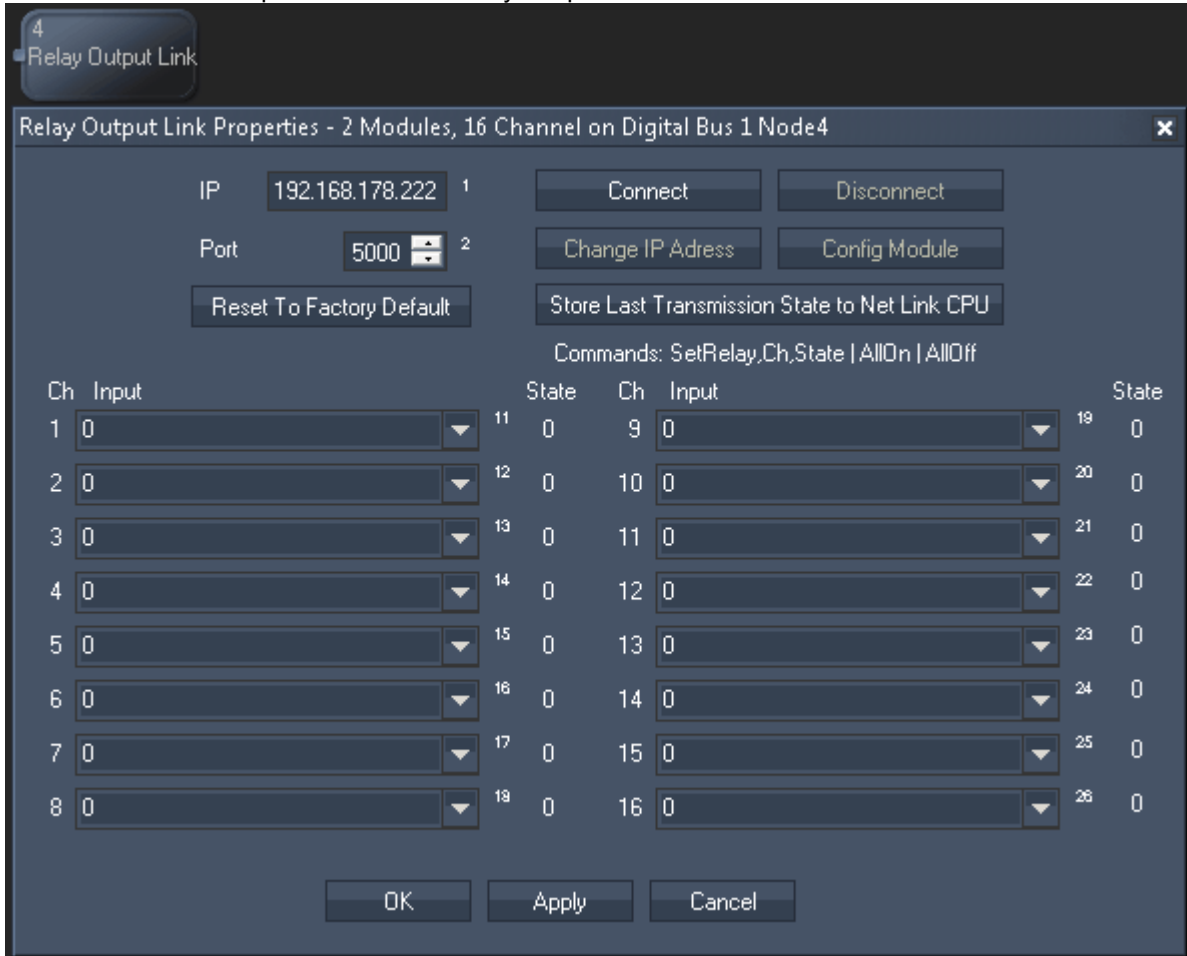 4
Relay Output Link
Relay Output Link Properties - 2 Modules, 16 Channel on Digital Bus 1 Node4
IP 192.168.178.222 1 Connect Disconnect
Port 5000 2 Change IP Adress Config Module
Reset To Factory Default Store Last Transmission State to Net Link CPU
Commands: SetRelay,Ch,State | AllOn | AllOff
Ch Input State Ch Input State
1 0 11 0 9 0 19 0
2 0 12 0 10 0 20 0
3 0 13 0 11 0 21 0
4 0 14 0 12 0 22 0
5 0 15 0 13 0 23 0
6 0 16 0 14 0 24 0
7 0 17 0 15 0 25 0
8 0 18 0 16 0 26 0
OK Apply Cancel